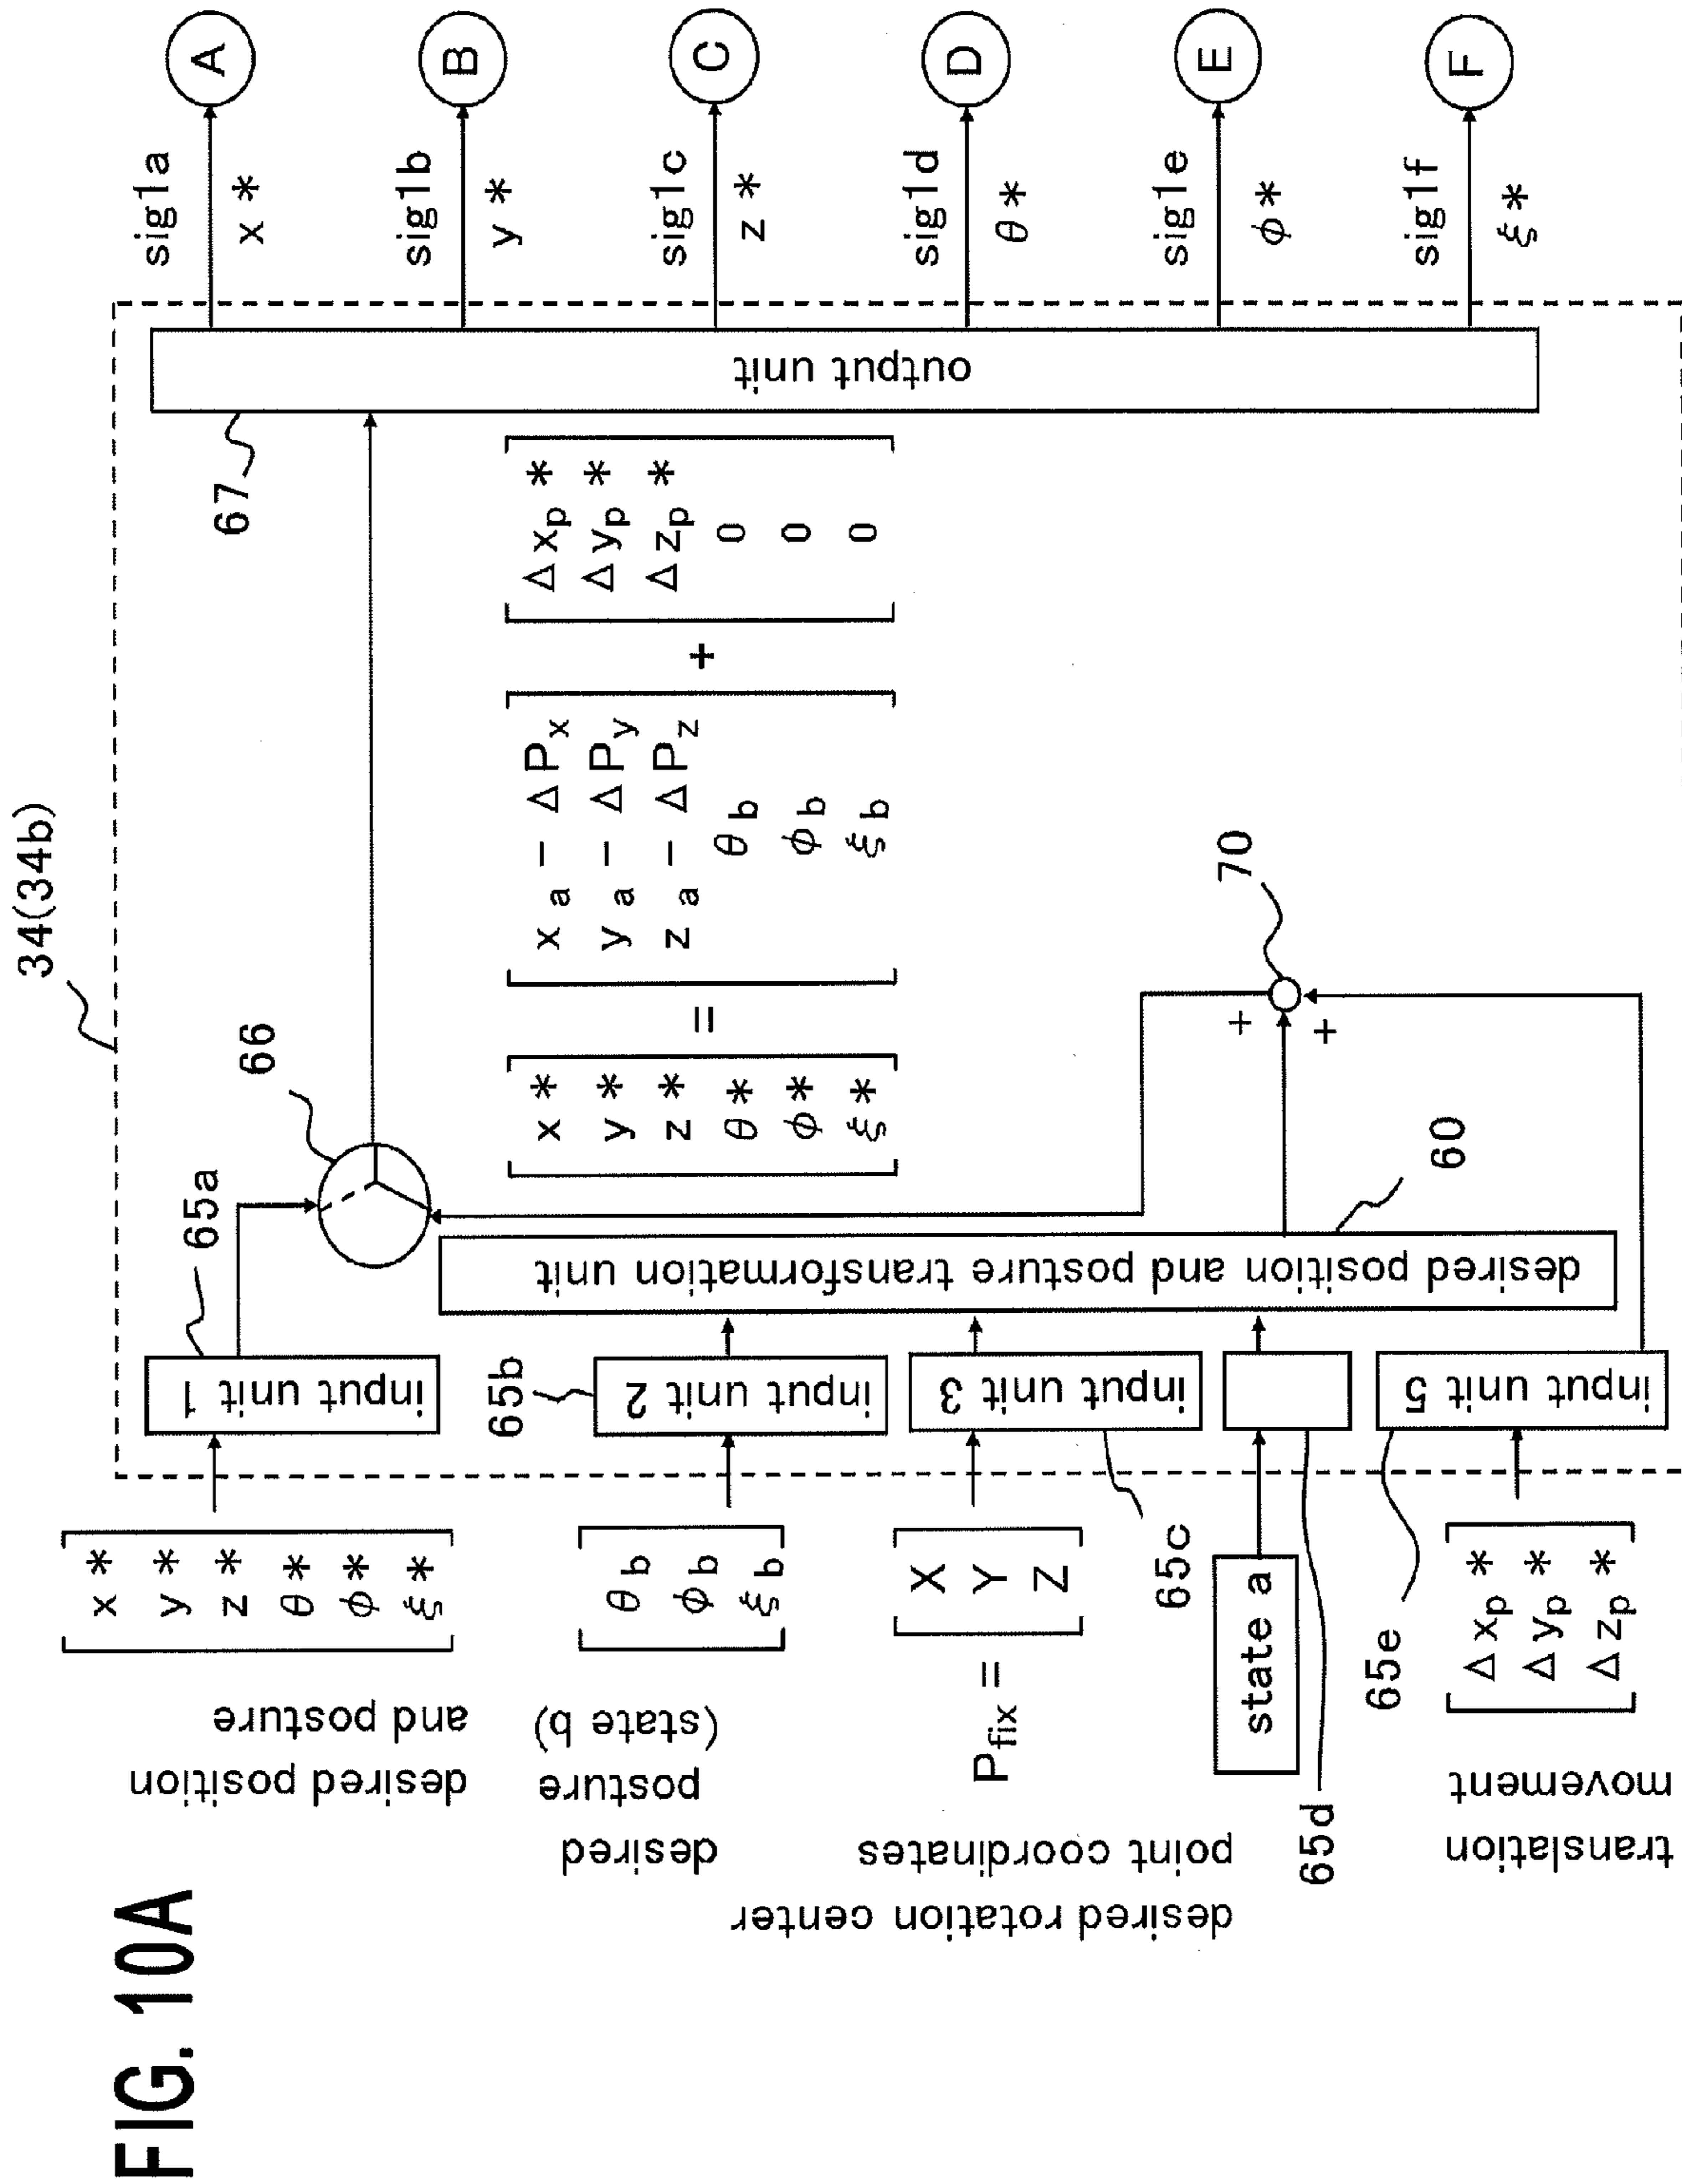 FIG. 10A
34(34b)
desired position
and posture
x *
y *
z *
θ *
φ *
ξ *
input unit 1
65a
66
67
desired
posture
(state b)
θb
φb
ξb
65b
input unit 2
desired rotation center
point coordinates
Pfix =
X
Y
Z
input unit 3
65c
state a
65d
translation
movement
Δxp *
Δyp *
Δzp *
65e
input unit 5
desired position and posture transformation unit
60
70
+
+
x *
y *
z *
θ *
φ *
ξ *
=
xa - ΔPx
ya - ΔPy
za - ΔPz
θb
φb
ξb
+
Δxp *
Δyp *
Δzp *
0
0
0
output unit
sig1a
x *
A
sig1b
y *
B
sig1c
z *
C
sig1d
θ *
D
sig1e
φ *
E
sig1f
ξ *
F